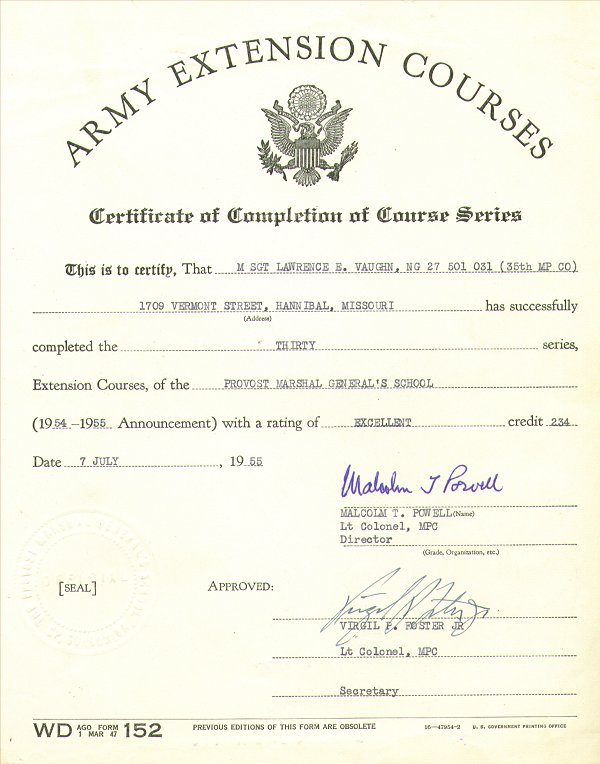 ARMY EXTENSION COURSES
Certificate of Completion of Course Series
This is to certify, That M SGT LAWRENCE E. VAUGHN, NG 27 501 031 (35th MP CO)
1709 VERMONT STREET, HANNIBAL, MISSOURI has successfully
(Address)
completed the THIRTY series,
Extension Courses, of the PROVOST MARSHAL GENERAL'S SCHOOL
(1954-1955 Announcement) with a rating of EXCELLENT credit 234
Date 7 JULY, 1955
Malcolm T Powell
MALCOLM T. POWELL (Name)
Lt Colonel, MPC
Director
(Grade, Organization, etc.)
[SEAL] APPROVED:
VIRGIL P. FOSTER JR
Lt Colonel, MPC
Secretary
WD AGO FORM 1 MAR 47 152 PREVIOUS EDITIONS OF THIS FORM ARE OBSOLETE 16—47954-2 U. S. GOVERNMENT PRINTING OFFICE